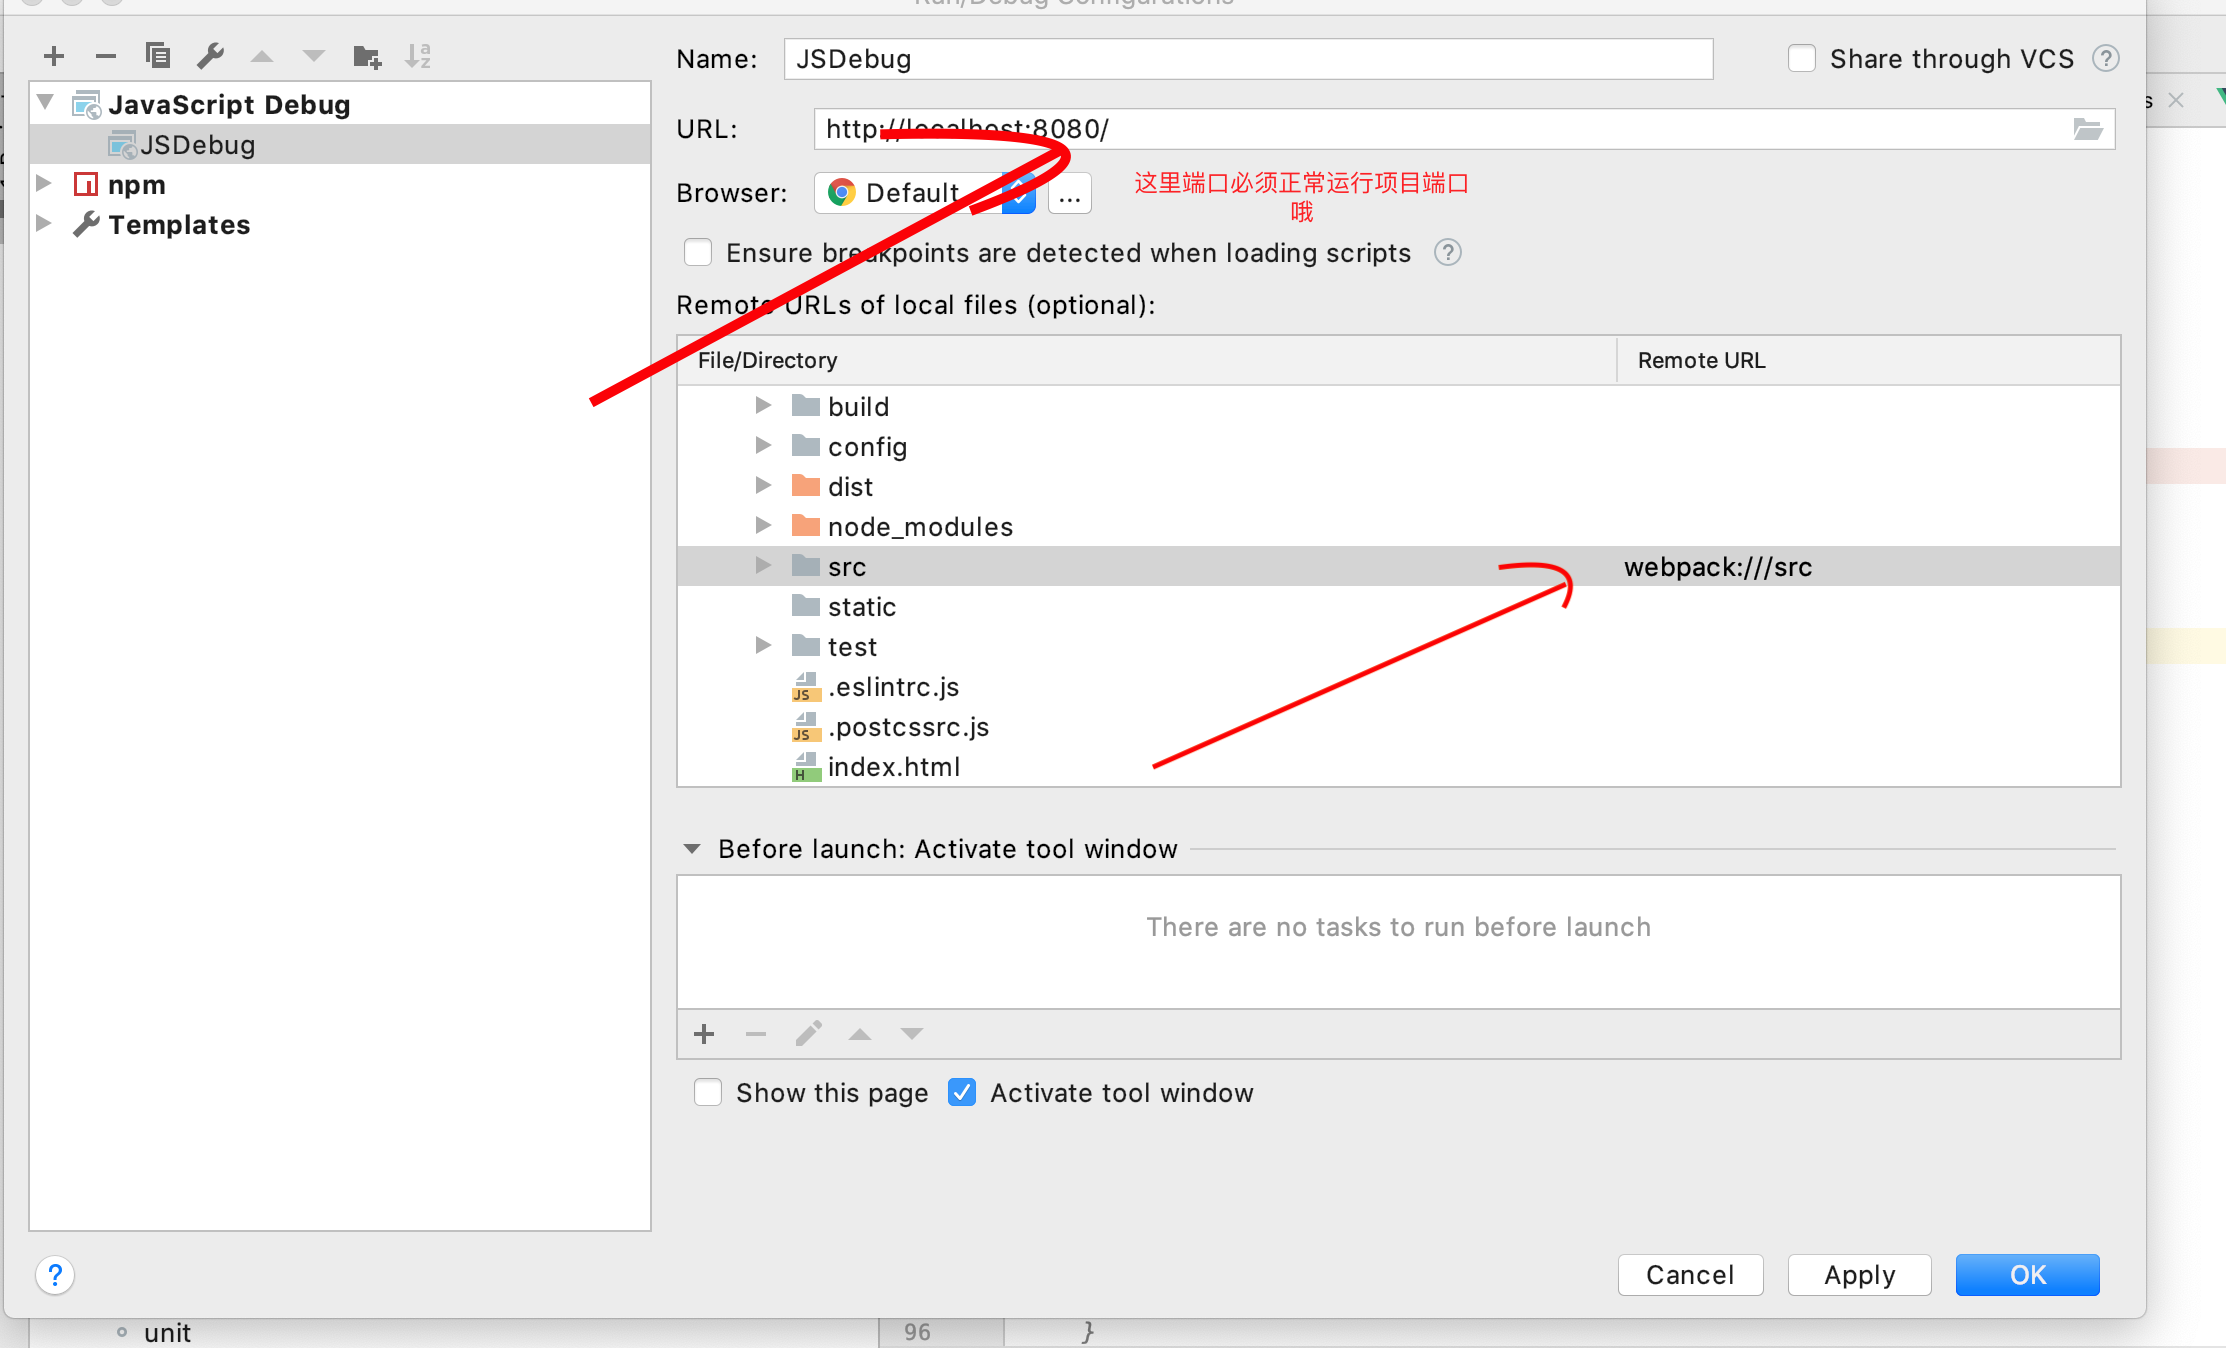 Run/Debug Configurations
Name: JSDebug
Share through VCS ?
JavaScript Debug
JSDebug
npm
Templates
URL: http://localhost:8080/
Browser: Default ...
这里端口必须正常运行项目端口
哦
Ensure breakpoints are detected when loading scripts ?
Remote URLs of local files (optional):
File/Directory Remote URL
build
config
dist
node_modules
src webpack:///src
static
test
JS .eslintrc.js
JS .postcssrc.js
H index.html
Before launch: Activate tool window
There are no tasks to run before launch
Show this page Activate tool window
? Cancel Apply OK
unit 96 }